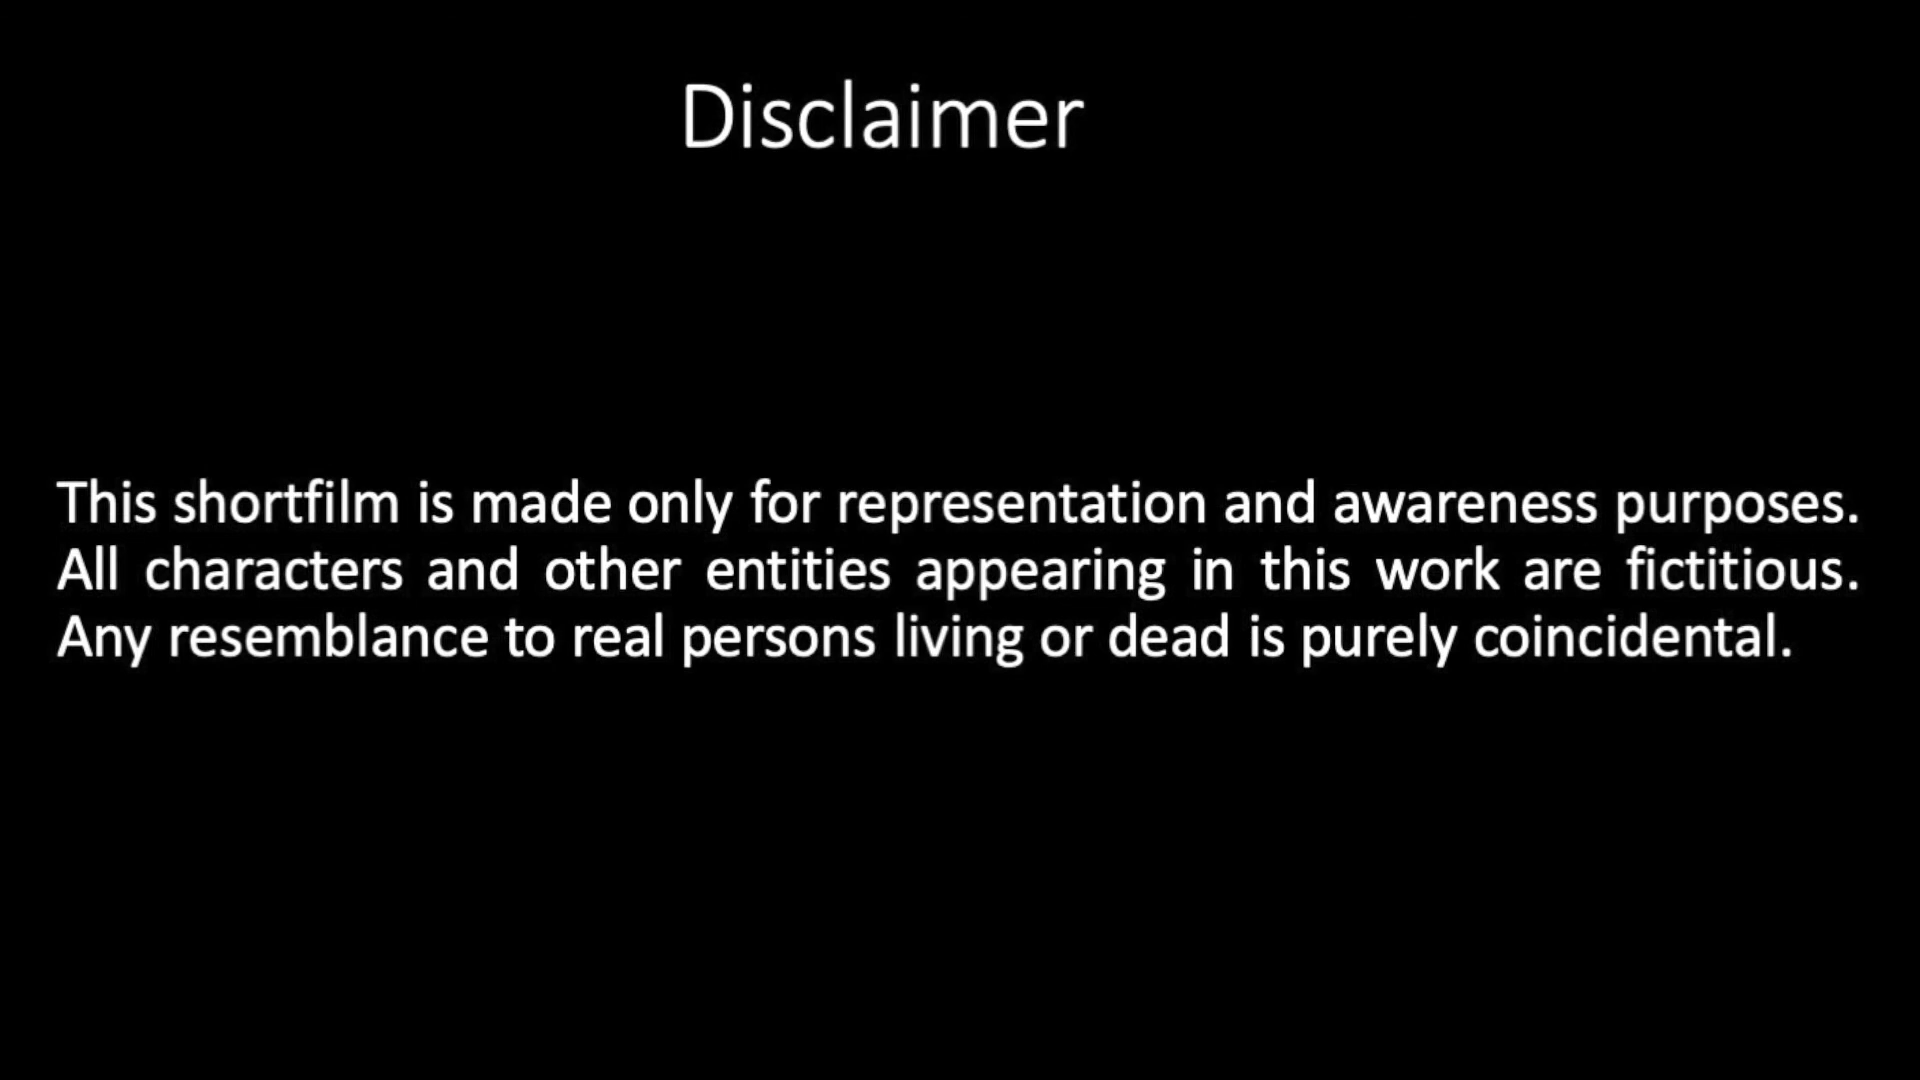 Disclaimer
This shortfilm is made only for representation and awareness purposes.
All characters and other entities appearing in this work are fictitious.
Any resemblance to real persons living or dead is purely coincidental.